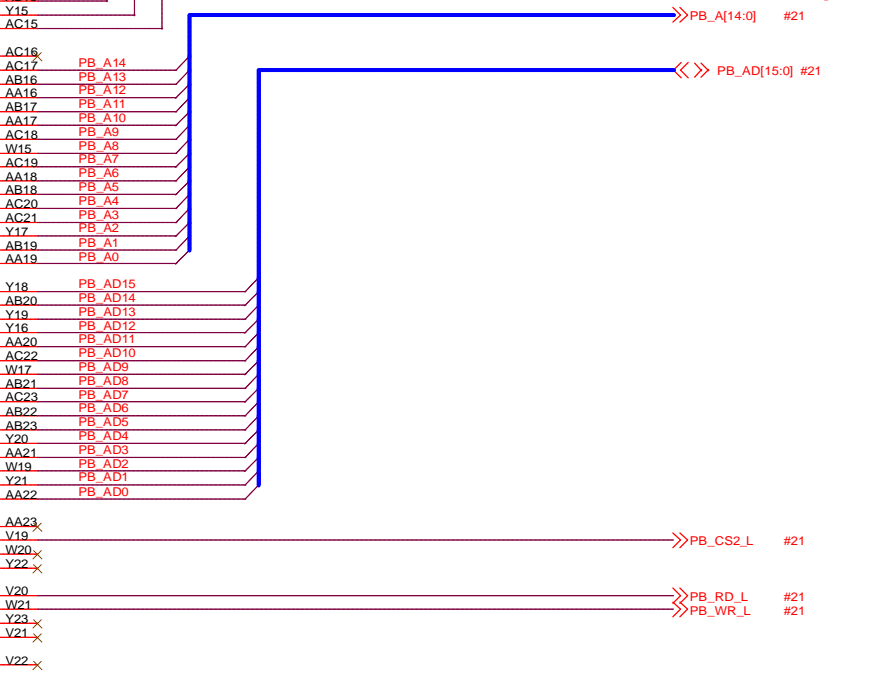 Y15
AC15
PB_A[14:0] #21
AC16
AC17 PB_A14
PB_AD[15:0] #21
AB16 PB_A13
AA16 PB_A12
AB17 PB_A11
AA17 PB_A10
AC18 PB_A9
W15 PB_A8
AC19 PB_A7
AA18 PB_A6
AB18 PB_A5
AC20 PB_A4
AC21 PB_A3
Y17 PB_A2
AB19 PB_A1
AA19 PB_A0
Y18 PB_AD15
AB20 PB_AD14
Y19 PB_AD13
Y16 PB_AD12
AA20 PB_AD11
AC22 PB_AD10
W17 PB_AD9
AB21 PB_AD8
AC23 PB_AD7
AB22 PB_AD6
AB23 PB_AD5
Y20 PB_AD4
AA21 PB_AD3
W19 PB_AD2
Y21 PB_AD1
AA22 PB_AD0
AA23
V19 PB_CS2_L #21
W20
Y22
V20 PB_RD_L #21
W21 PB_WR_L #21
Y23
V21
V22